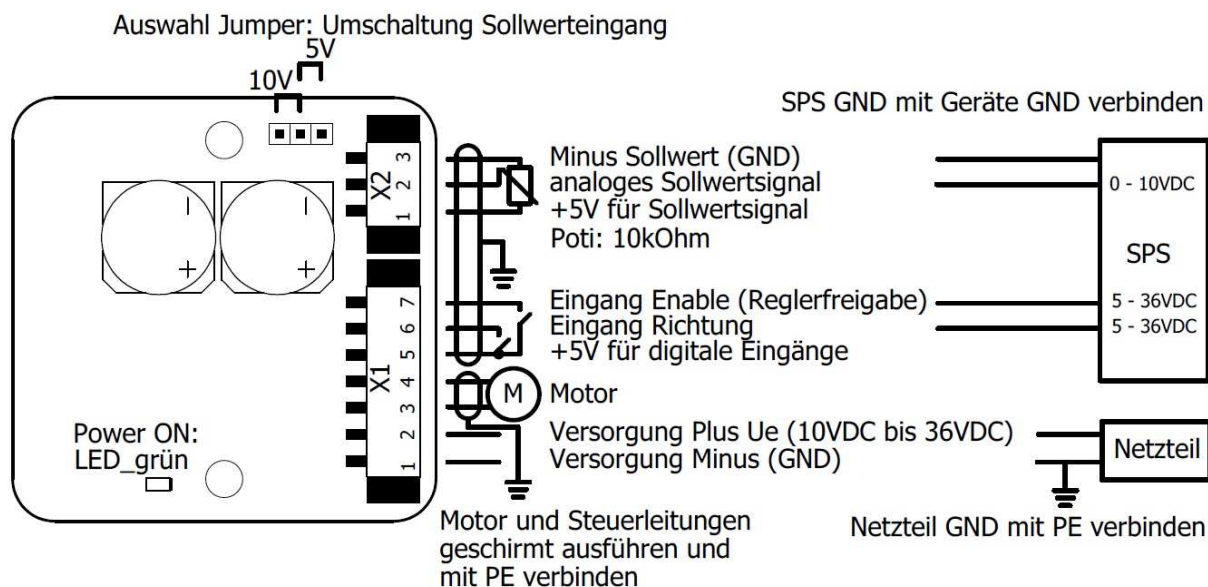 Auswahl Jumper: Umschaltung Sollwerteingang
5V
10V
SPS GND mit Geräte GND verbinden
X2
3
2
1
Minus Sollwert (GND)
analoges Sollwertsignal
+5V für Sollwertsignal
Poti: 10kOhm
0 - 10VDC
SPS
5 - 36VDC
5 - 36VDC
- -
+ +
X1
7
6
5
4
3
2
1
Eingang Enable (Reglerfreigabe)
Eingang Richtung
+5V für digitale Eingänge
M
Motor
Versorgung Plus Ue (10VDC bis 36VDC)
Versorgung Minus (GND)
Netzteil
Power ON:
LED_grün
Netzteil GND mit PE verbinden
Motor und Steuerleitungen
geschirmt ausführen und
mit PE verbinden